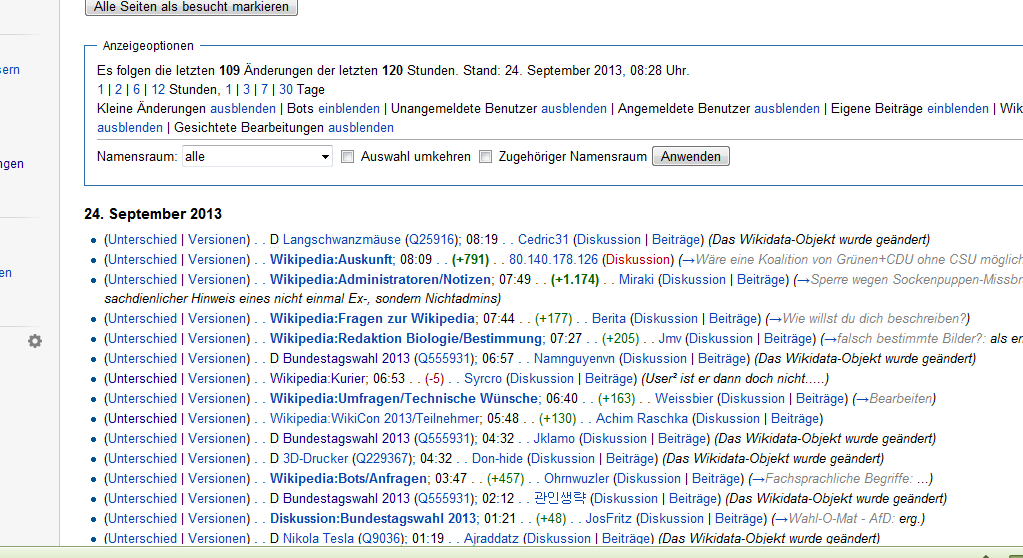 Alle Seiten als besucht markieren
Anzeigeoptionen
sern
Es folgen die letzten 109 Änderungen der letzten 120 Stunden. Stand: 24. September 2013, 08:28 Uhr.
1 | 2 | 6 | 12 Stunden, 1 | 3 | 7 | 30 Tage
Kleine Änderungen ausblenden | Bots einblenden | Unangemeldete Benutzer ausblenden | Angemeldete Benutzer ausblenden | Eigene Beiträge einblenden | Wik
ausblenden | Gesichtete Bearbeitungen ausblenden
ngen
Namensraum: alle Auswahl umkehren Zugehöriger Namensraum Anwenden
24. September 2013
(Unterschied | Versionen) . . D Langschwanzmäuse (Q25916); 08:19 . . Cedric31 (Diskussion | Beiträge) (Das Wikidata-Objekt wurde geändert)
(Unterschied | Versionen) . . Wikipedia:Auskunft; 08:09 . . (+791) . . 80.140.178.126 (Diskussion) (→Wäre eine Koalition von Grünen+CDU ohne CSU möglich
en
(Unterschied | Versionen) . . Wikipedia:Administratoren/Notizen; 07:49 . . (+1.174) . . Miraki (Diskussion | Beiträge) (→Sperre wegen Sockenpuppen-Missbr
sachdienlicher Hinweis eines nicht einmal Ex-, sondern Nichtadmins)
(Unterschied | Versionen) . . Wikipedia:Fragen zur Wikipedia; 07:44 . . (+177) . . Berita (Diskussion | Beiträge) (→Wie willst du dich beschreiben?)
(Unterschied | Versionen) . . Wikipedia:Redaktion Biologie/Bestimmung; 07:27 . . (+205) . . Jmv (Diskussion | Beiträge) (→falsch bestimmte Bilder?: als er
(Unterschied | Versionen) . . D Bundestagswahl 2013 (Q555931); 06:57 . . Namnguyenvn (Diskussion | Beiträge) (Das Wikidata-Objekt wurde geändert)
(Unterschied | Versionen) . . Wikipedia:Kurier; 06:53 . . (-5) . . Syrcro (Diskussion | Beiträge) (User² ist er dann doch nicht.....)
(Unterschied | Versionen) . . Wikipedia:Umfragen/Technische Wünsche; 06:40 . . (+163) . . Weissbier (Diskussion | Beiträge) (→Bearbeiten)
(Unterschied | Versionen) . . Wikipedia:WikiCon 2013/Teilnehmer; 05:48 . . (+130) . . Achim Raschka (Diskussion | Beiträge)
(Unterschied | Versionen) . . D Bundestagswahl 2013 (Q555931); 04:32 . . Jklamo (Diskussion | Beiträge) (Das Wikidata-Objekt wurde geändert)
(Unterschied | Versionen) . . D 3D-Drucker (Q229367); 04:32 . . Don-hide (Diskussion | Beiträge) (Das Wikidata-Objekt wurde geändert)
(Unterschied | Versionen) . . Wikipedia:Bots/Anfragen; 03:47 . . (+457) . . Ohrnwuzler (Diskussion | Beiträge) (→Fachsprachliche Begriffe: ...)
(Unterschied | Versionen) . . D Bundestagswahl 2013 (Q555931); 02:12 . . 관인생략 (Diskussion | Beiträge) (Das Wikidata-Objekt wurde geändert)
(Unterschied | Versionen) . . Diskussion:Bundestagswahl 2013; 01:21 . . (+48) . . JosFritz (Diskussion | Beiträge) (→Wahl-O-Mat - AfD: erg.)
(Unterschied | Versionen) . . D Nikola Tesla (Q9036); 01:19 . . Ajraddatz (Diskussion | Beiträge) (Das Wikidata-Objekt wurde geändert)